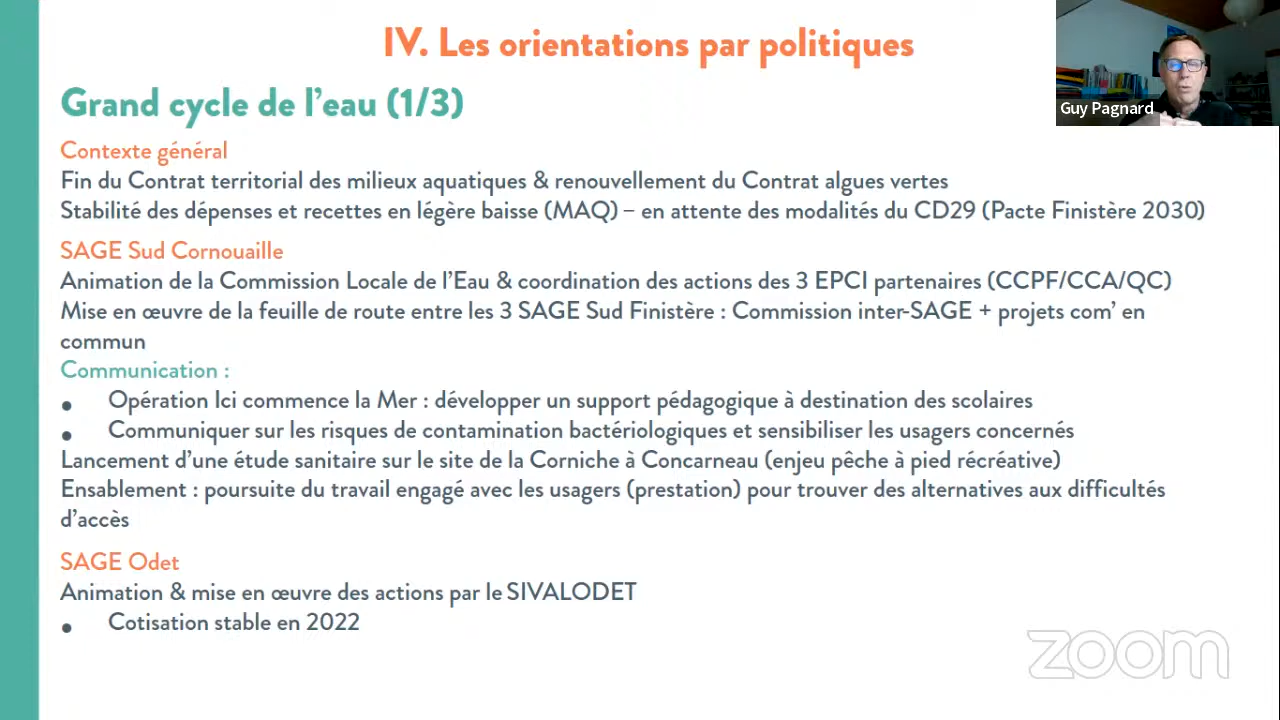 IV. Les orientations par politiques
Guy Pagnard
Grand cycle de l'eau (1/3)
Contexte général
Fin du Contrat territorial des milieux aquatiques & renouvellement du Contrat algues vertes
Stabilité des dépenses et recettes en légère baisse (MAQ) – en attente des modalités du CD29 (Pacte Finistère 2030)
SAGE Sud Cornouaille
Animation de la Commission Locale de l'Eau & coordination des actions des 3 EPCI partenaires (CCPF/CCA/QC)
Mise en œuvre de la feuille de route entre les 3 SAGE Sud Finistère : Commission inter-SAGE + projets com' en
commun
Communication :
• Opération Ici commence la Mer : développer un support pédagogique à destination des scolaires
• Communiquer sur les risques de contamination bactériologiques et sensibiliser les usagers concernés
Lancement d'une étude sanitaire sur le site de la Corniche à Concarneau (enjeu pêche à pied récréative)
Ensablement : poursuite du travail engagé avec les usagers (prestation) pour trouver des alternatives aux difficultés
d'accès
SAGE Odet
Animation & mise en œuvre des actions par le SIVALODET
• Cotisation stable en 2022
zoom